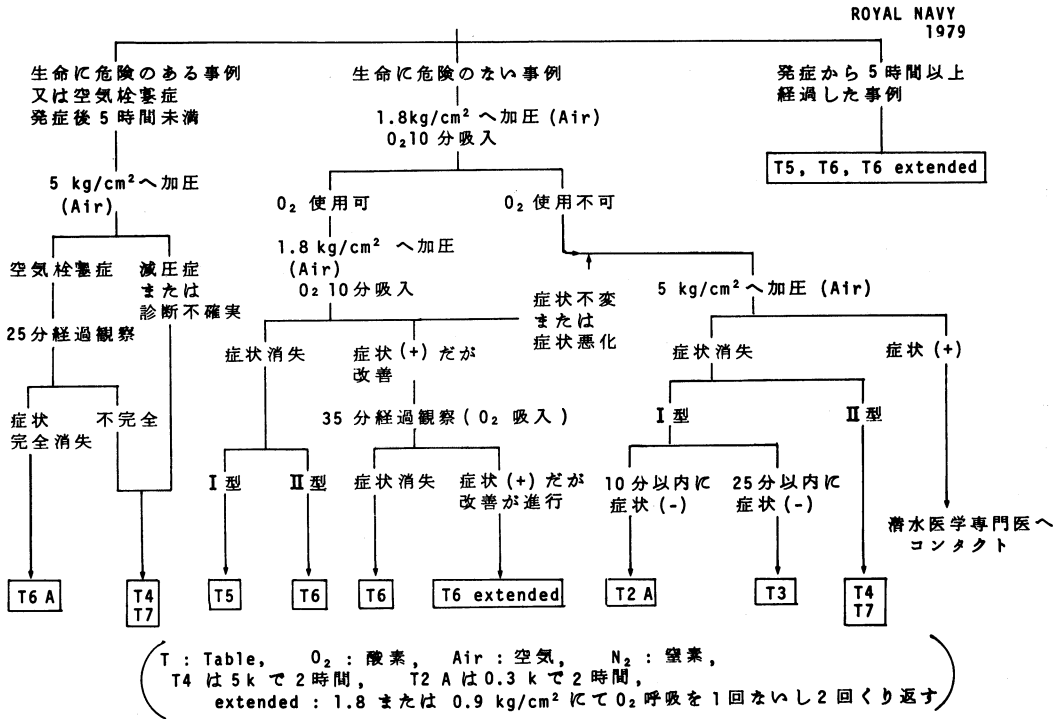 ROYAL NAVY
1979
生命に危険のある事例
又は空気栓塞症
発症後5時間未満
生命に危険のない事例
発症から5時間以上
経過した事例
1.8kg/cm² へ加圧 (Air)
O₂10分吸入
T5, T6, T6 extended
5 kg/cm²へ加圧
(Air)
O₂ 使用可
O₂ 使用不可
1.8 kg/cm² へ加圧
(Air)
O₂ 10分吸入
空気栓塞症
減圧症
または
診断不確実
症状不変
または
症状悪化
5 kg/cm²へ加圧 (Air)
25分経過観察
症状消失
症状(+)だが
改善
症状消失
症状(+)
症状
完全消失
不完全
35分経過観察(O₂ 吸入)
I型
II型
I型
II型
症状消失
症状(+)だが
改善が進行
10分以内に
症状(-)
25分以内に
症状(-)
潜水医学専門医へ
コンタクト
T6 A
T4
T7
T5
T6
T6
T6 extended
T2 A
T3
T4
T7
T : Table, O₂ : 酸素, Air : 空気, N₂ : 窒素,
T4 は 5k で 2時間, T2 A は 0.3 k で 2時間,
extended : 1.8 または 0.9 kg/cm² にて O₂ 呼吸を1回ないし2回くり返す